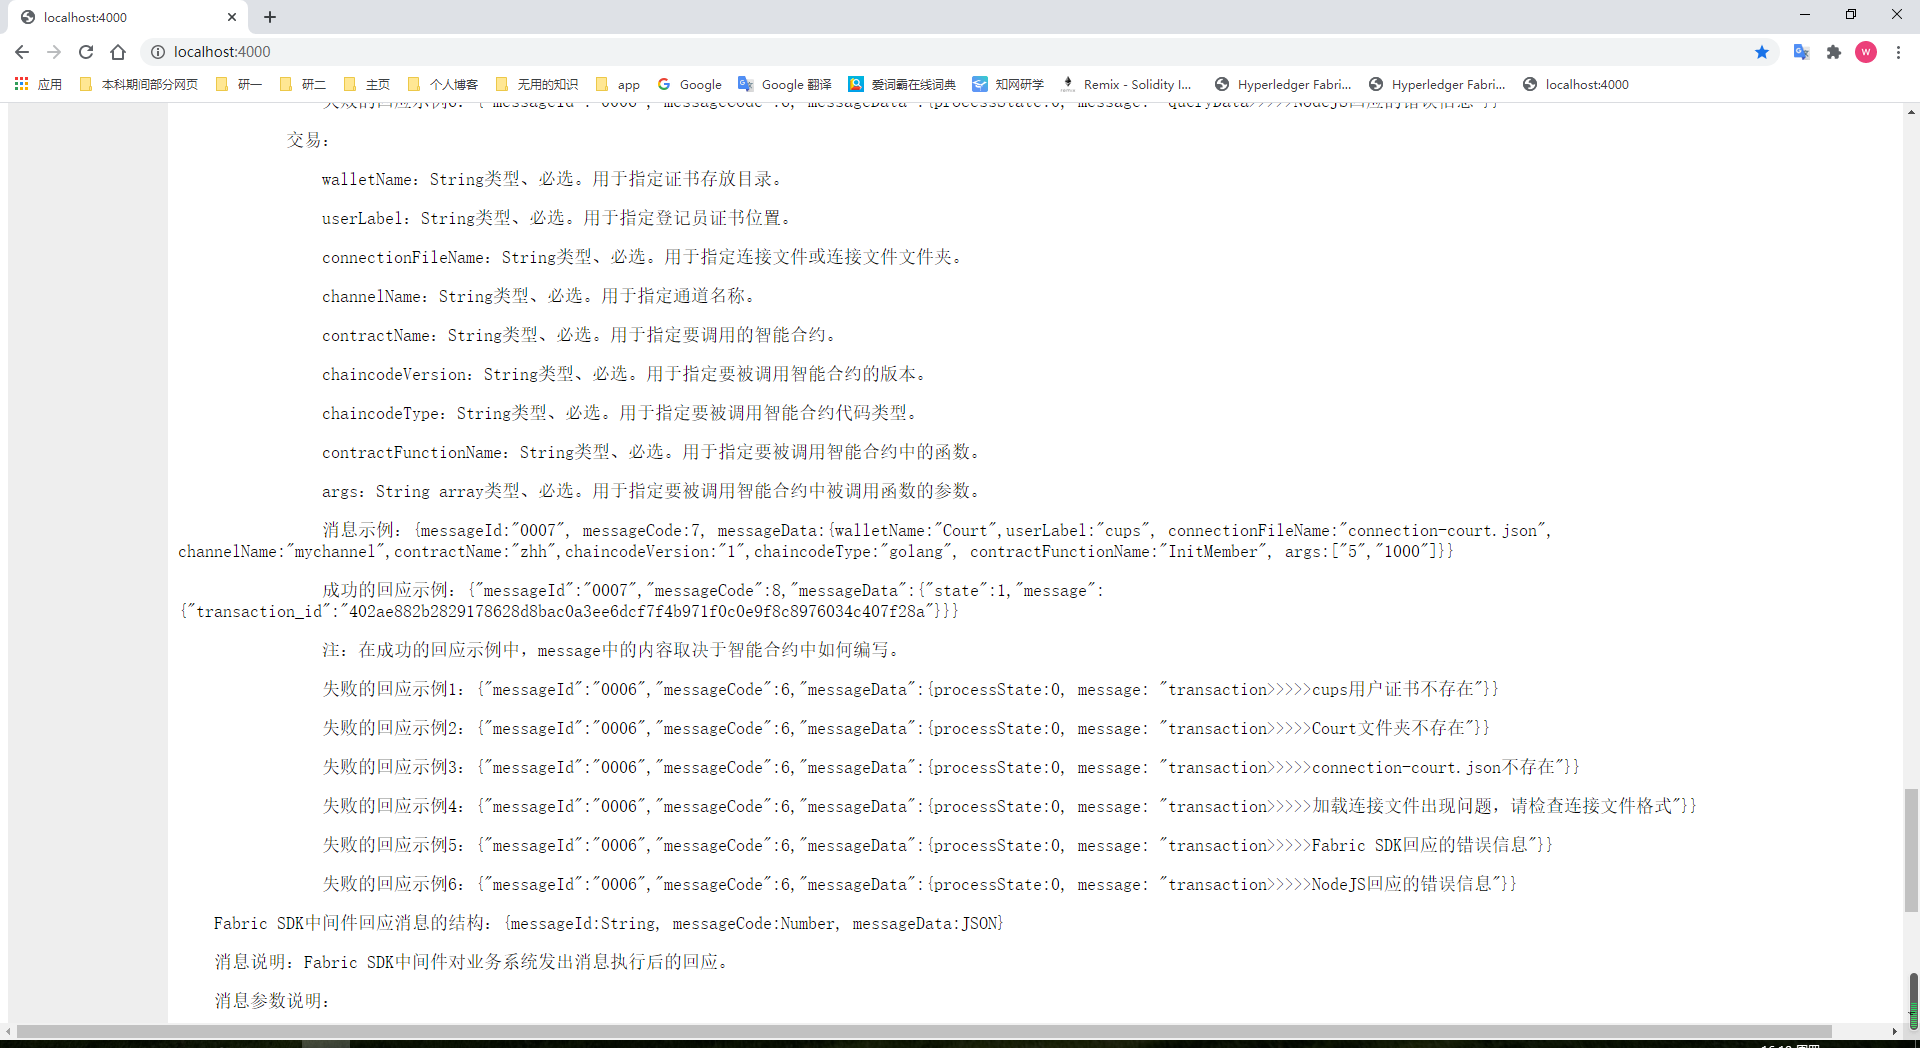 localhost:4000
localhost:4000
应用 本科期间部分网页 研一 研二 主页 个人博客 无用的知识 app Google Google 翻译 爱词霸在线词典 知网研学 Remix - Solidity I... Hyperledger Fabri... Hyperledger Fabri... localhost:4000
失败的回应示例6：{"messageId":"0006","messageCode":6,"messageData":{processState:0, message: "queryData>>>>>NodeJS回应的错误信息"}}
交易：
walletName：String类型、必选。用于指定证书存放目录。
userLabel：String类型、必选。用于指定登记员证书位置。
connectionFileName：String类型、必选。用于指定连接文件或连接文件文件夹。
channelName：String类型、必选。用于指定通道名称。
contractName：String类型、必选。用于指定要调用的智能合约。
chaincodeVersion：String类型、必选。用于指定要被调用智能合约的版本。
chaincodeType：String类型、必选。用于指定要被调用智能合约代码类型。
contractFunctionName：String类型、必选。用于指定要被调用智能合约中的函数。
args：String array类型、必选。用于指定要被调用智能合约中被调用函数的参数。
消息示例：{messageId:"0007", messageCode:7, messageData:{walletName:"Court",userLabel:"cups", connectionFileName:"connection-court.json",
channelName:"mychannel",contractName:"zhh",chaincodeVersion:"1",chaincodeType:"golang", contractFunctionName:"InitMember", args:["5","1000"]}}
成功的回应示例：{"messageId":"0007","messageCode":8,"messageData":{"state":1,"message":
{"transaction_id":"402ae882b2829178628d8bac0a3ee6dcf7f4b971f0c0e9f8c8976034c407f28a"}}}
注：在成功的回应示例中，message中的内容取决于智能合约中如何编写。
失败的回应示例1：{"messageId":"0006","messageCode":6,"messageData":{processState:0, message: "transaction>>>>>cups用户证书不存在"}}
失败的回应示例2：{"messageId":"0006","messageCode":6,"messageData":{processState:0, message: "transaction>>>>>Court文件夹不存在"}}
失败的回应示例3：{"messageId":"0006","messageCode":6,"messageData":{processState:0, message: "transaction>>>>>connection-court.json不存在"}}
失败的回应示例4：{"messageId":"0006","messageCode":6,"messageData":{processState:0, message: "transaction>>>>>加载连接文件出现问题，请检查连接文件格式"}}
失败的回应示例5：{"messageId":"0006","messageCode":6,"messageData":{processState:0, message: "transaction>>>>>Fabric SDK回应的错误信息"}}
失败的回应示例6：{"messageId":"0006","messageCode":6,"messageData":{processState:0, message: "transaction>>>>>NodeJS回应的错误信息"}}
Fabric SDK中间件回应消息的结构：{messageId:String, messageCode:Number, messageData:JSON}
消息说明：Fabric SDK中间件对业务系统发出消息执行后的回应。
消息参数说明：